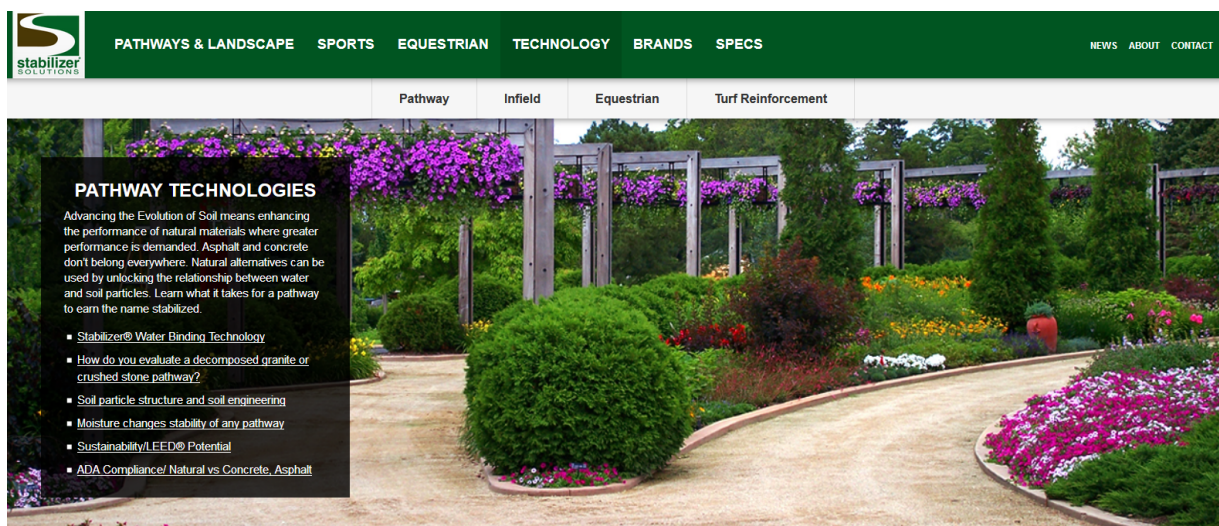 stabilizer
SOLUTIONS
PATHWAYS & LANDSCAPE SPORTS EQUESTRIAN TECHNOLOGY BRANDS SPECS NEWS ABOUT CONTACT
Pathway Infield Equestrian Turf Reinforcement
PATHWAY TECHNOLOGIES
Advancing the Evolution of Soil means enhancing
the performance of natural materials where greater
performance is demanded. Asphalt and concrete
don't belong everywhere. Natural alternatives can be
used by unlocking the relationship between water
and soil particles. Learn what it takes for a pathway
to earn the name stabilized.
Stabilizer® Water Binding Technology
How do you evaluate a decomposed granite or
crushed stone pathway?
Soil particle structure and soil engineering
Moisture changes stability of any pathway
Sustainability/LEED® Potential
ADA Compliance/ Natural vs Concrete, Asphalt